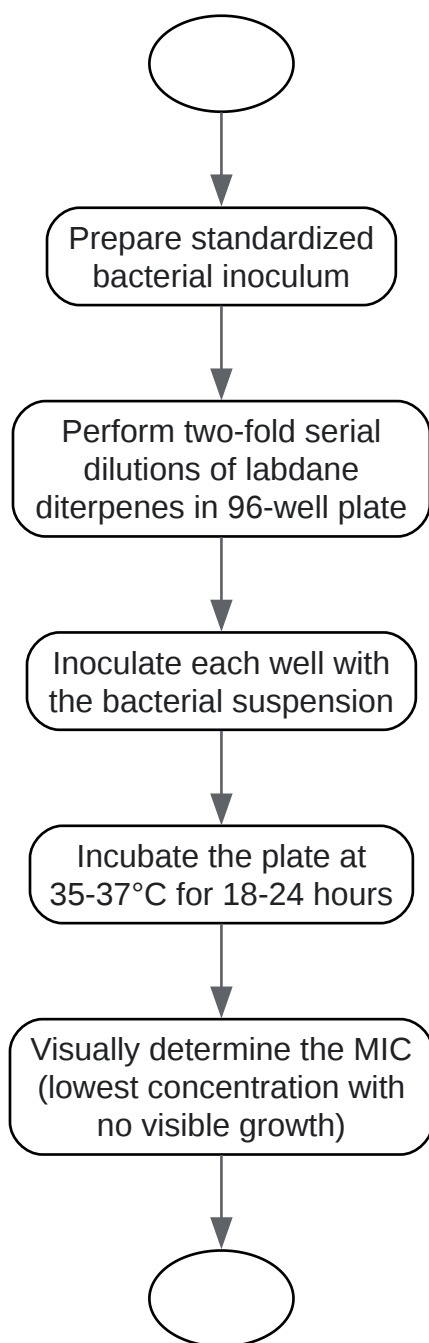 Prepare standardized
bacterial inoculum
Perform two-fold serial
dilutions of labdane
diterpenes in 96-well plate
Inoculate each well with
the bacterial suspension
Incubate the plate at
35-37°C for 18-24 hours
Visually determine the MIC
(lowest concentration with
no visible growth)